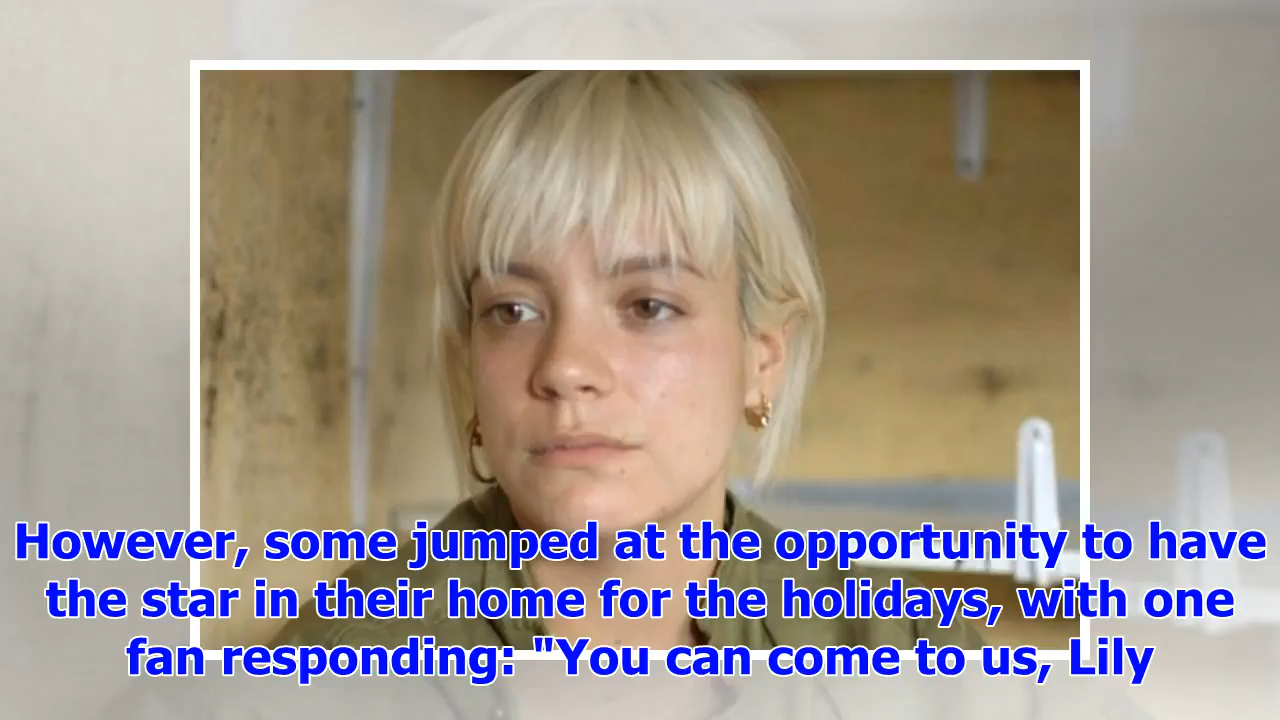 However, some jumped at the opportunity to have
the star in their home for the holidays, with one
fan responding: "You can come to us, Lily